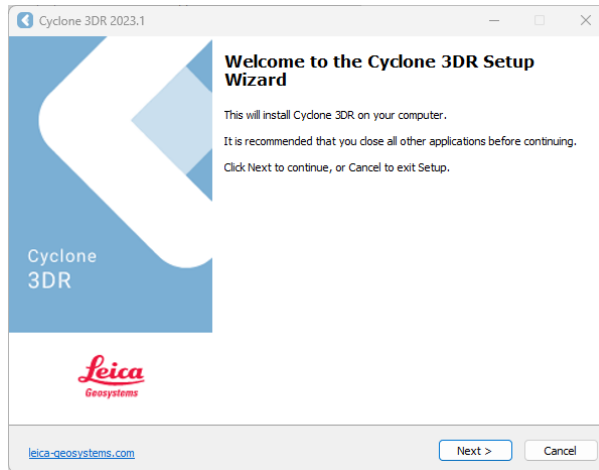 Cyclone 3DR 2023.1
Welcome to the Cyclone 3DR Setup
Wizard
This will install Cyclone 3DR on your computer.
It is recommended that you close all other applications before continuing.
Click Next to continue, or Cancel to exit Setup.
Cyclone
3DR
Leica
Geosystems
leica-geosystems.com
Next >
Cancel